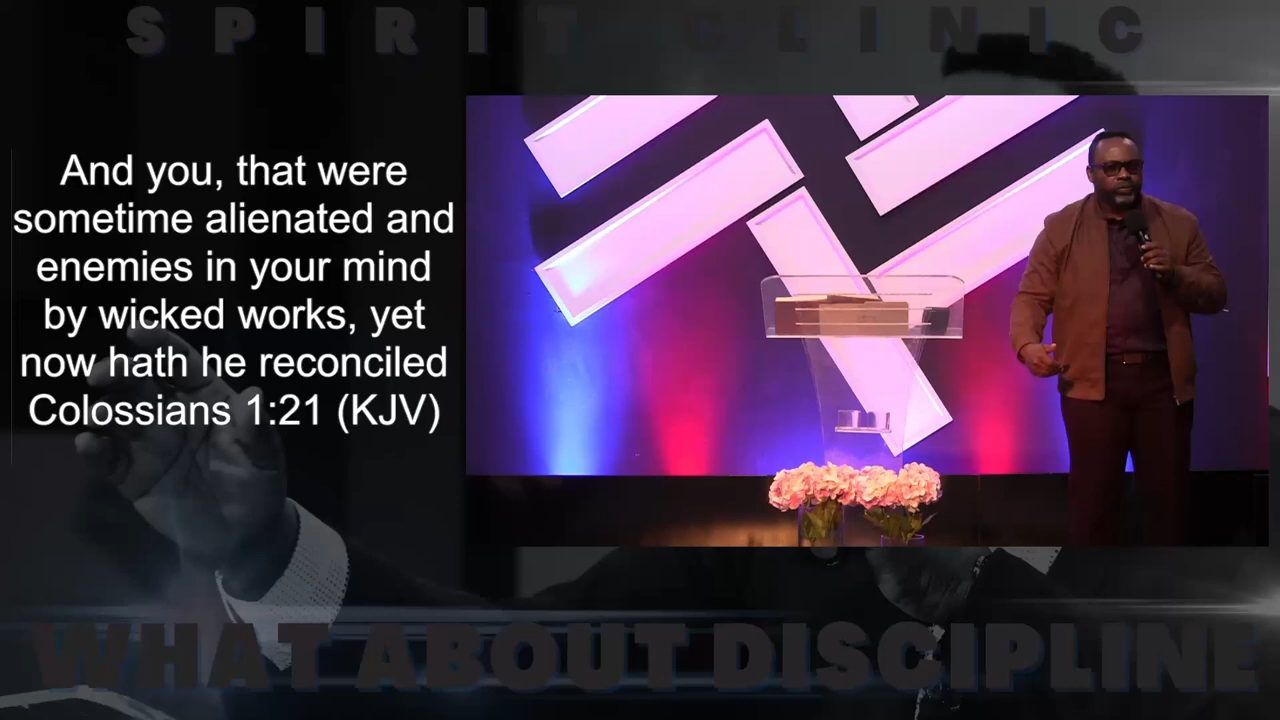 SPIRIT CLINIC
And you, that were
sometime alienated and
enemies in your mind
by wicked works, yet
now hath he reconciled
Colossians 1:21 (KJV)
WHAT ABOUT DISCIPLINE